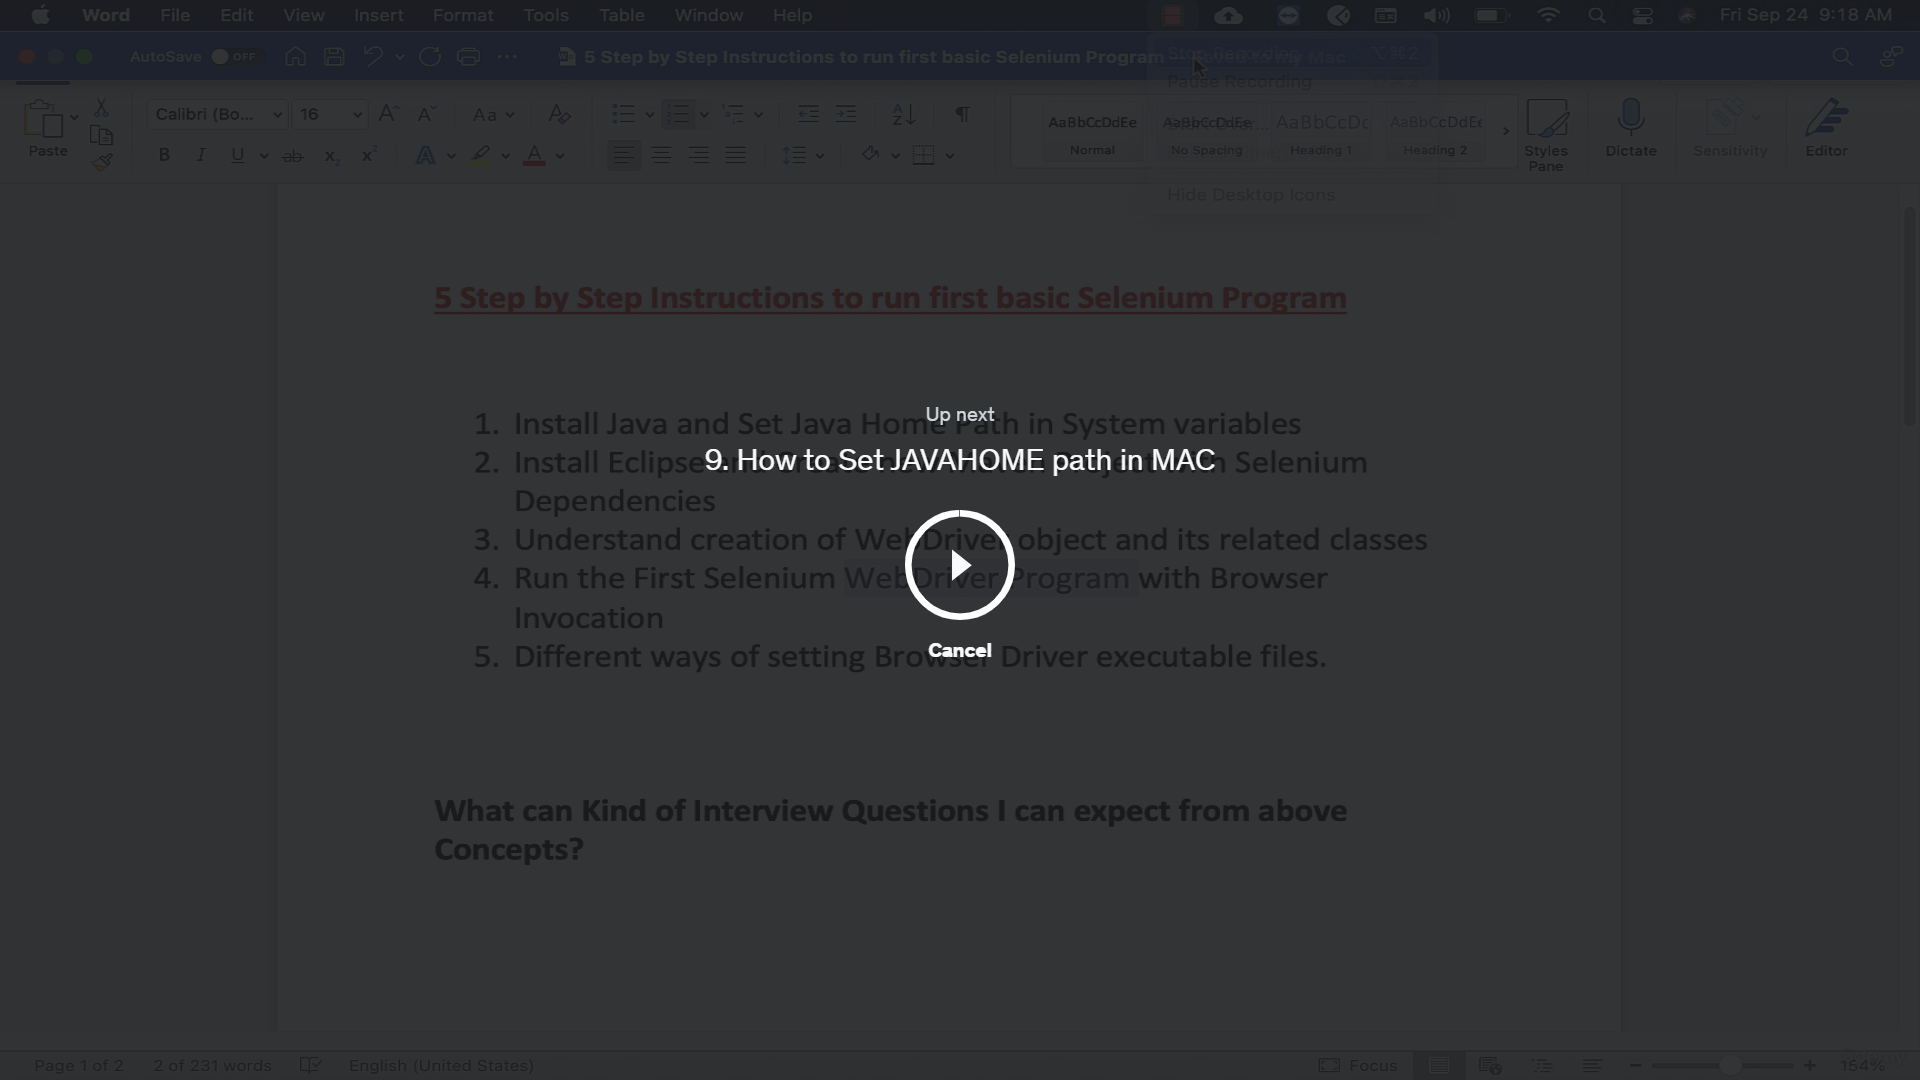 Word File Edit View Insert Format Tools Table Window Help Fri Sep 24 9:18 AM
AutoSave OFF 5 Step by Step Instructions to run first basic Selenium Program
Stop Recording
Pause Recording
Hide Desktop Icons
Paste Calibri (Bo... 16
AaBbCcDdEe AaBbCcDdEe AaBbCcDc AaBbCcDdEe
Normal No Spacing Heading 1 Heading 2
Styles Pane Dictate Sensitivity Editor
5 Step by Step Instructions to run first basic Selenium Program
Up next
1. Install Java and Set Java Home Path in System variables
9. How to Set JAVAHOME path in MAC
2. Install Eclipse and Selenium
Dependencies
3. Understand creation of WebDriver object and its related classes
4. Run the First Selenium WebDriver Program with Browser
Invocation
Cancel
5. Different ways of setting Browser Driver executable files.
What can Kind of Interview Questions I can expect from above
Concepts?
Page 1 of 2 2 of 231 words English (United States) Focus 164%